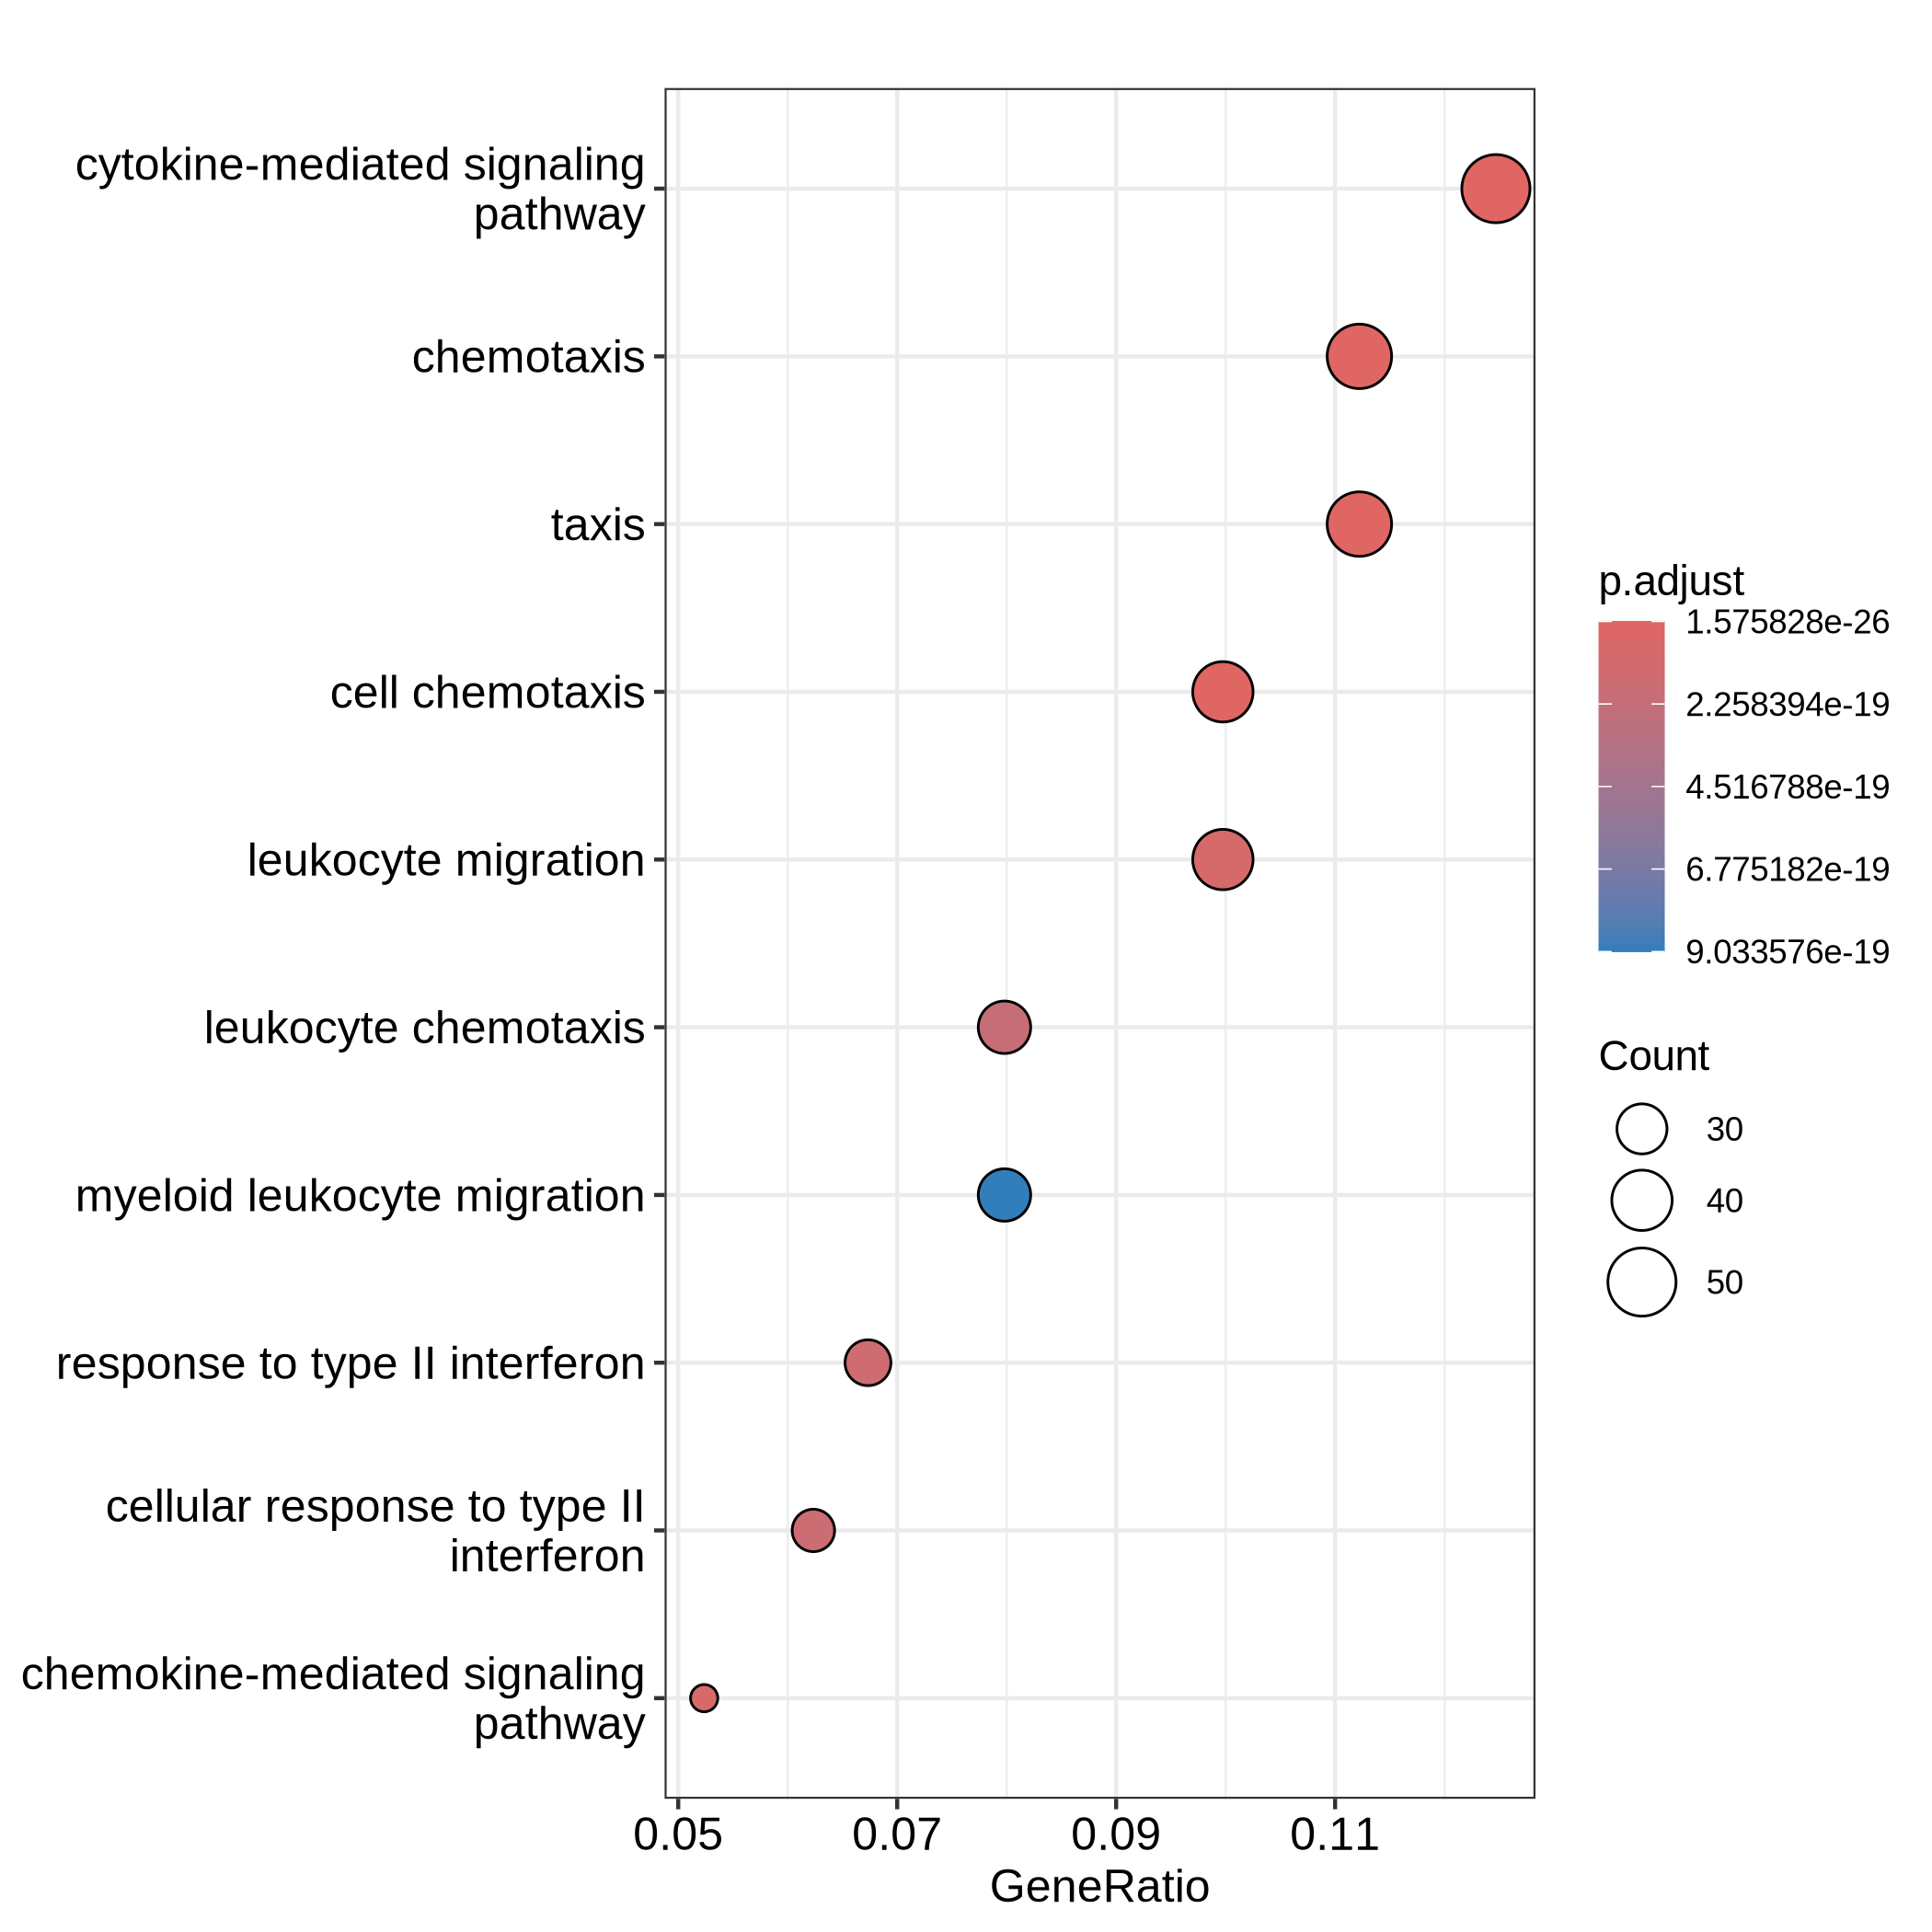 cytokine-mediated signaling
pathway
chemotaxis
taxis
cell chemotaxis
leukocyte migration
leukocyte chemotaxis
myeloid leukocyte migration
response to type II interferon
cellular response to type II
interferon
chemokine-mediated signaling
pathway
0.05 0.07 0.09 0.11
GeneRatio
p.adjust
1.575828e-26
2.258394e-19
4.516788e-19
6.775182e-19
9.033576e-19
Count
30
40
50